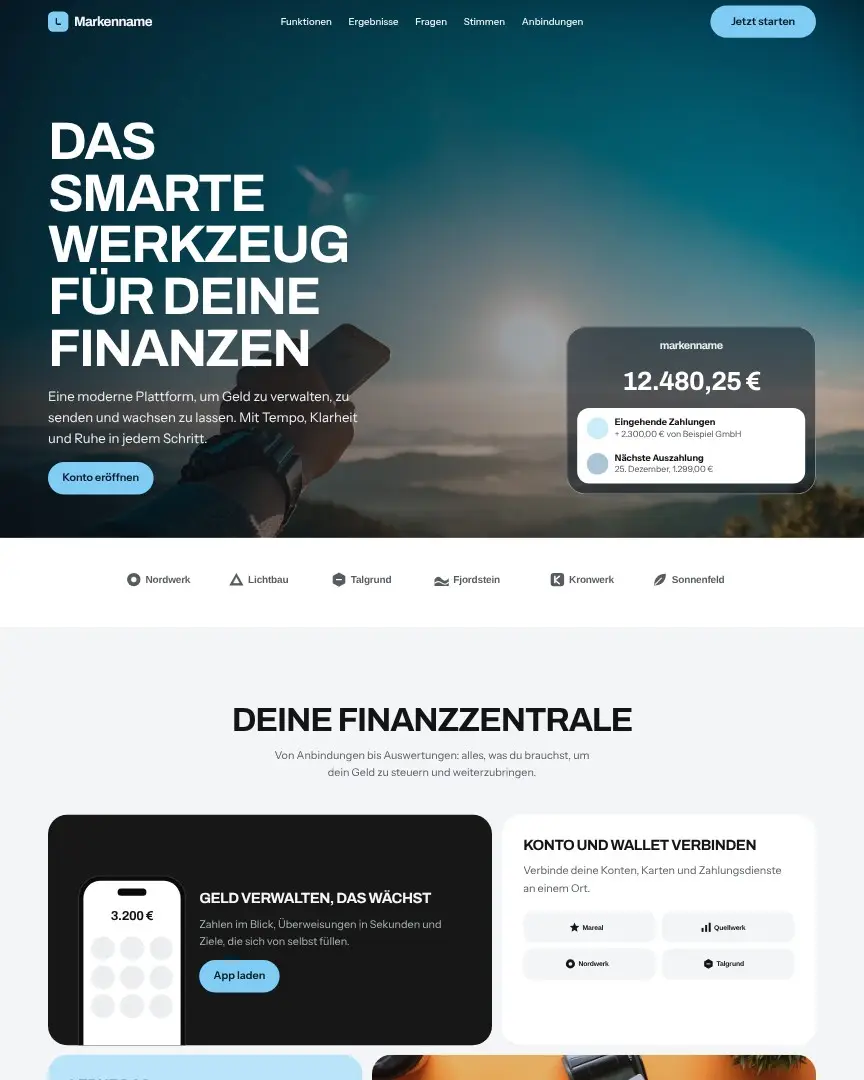 L Markenname
Funktionen Ergebnisse Fragen Stimmen Anbindungen
Jetzt starten
DAS
SMARTE
WERKZEUG
FÜR DEINE
FINANZEN
Eine moderne Plattform, um Geld zu verwalten, zu
senden und wachsen zu lassen. Mit Tempo, Klarheit
und Ruhe in jedem Schritt.
Konto eröffnen
markenname
12.480,25 €
Eingehende Zahlungen
+ 2.300,00 € von Beispiel GmbH
Nächste Auszahlung
25. Dezember, 1.299,00 €
Nordwerk
Lichtbau
Talgrund
Fjordstein
Kronwerk
Sonnenfeld
DEINE FINANZZENTRALE
Von Anbindungen bis Auswertungen: alles, was du brauchst, um
dein Geld zu steuern und weiterzubringen.
3.200 €
GELD VERWALTEN, DAS WÄCHST
Zahlen im Blick, Überweisungen in Sekunden und
Ziele, die sich von selbst füllen.
App laden
KONTO UND WALLET VERBINDEN
Verbinde deine Konten, Karten und Zahlungsdienste
an einem Ort.
Mareal
Quellwerk
Nordwerk
Talgrund